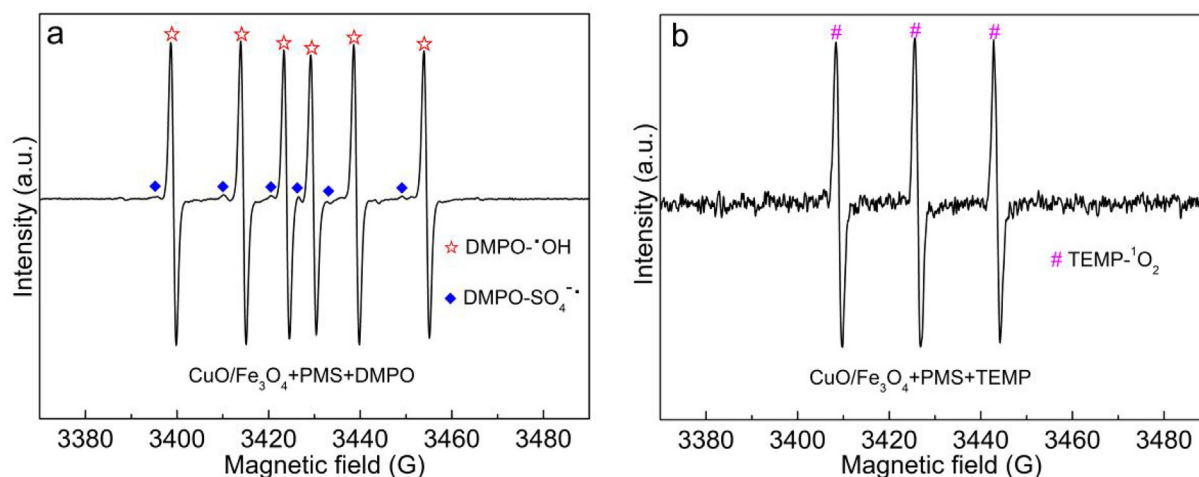 a
Intensity (a.u.)
☆ DMPO-•OH
◆ DMPO-SO₄⁻•
CuO/Fe₃O₄+PMS+DMPO
3380 3400 3420 3440 3460 3480
Magnetic field (G)
b
# # #
Intensity (a.u.)
# TEMP-¹O₂
CuO/Fe₃O₄+PMS+TEMP
3380 3400 3420 3440 3460 3480
Magnetic field (G)